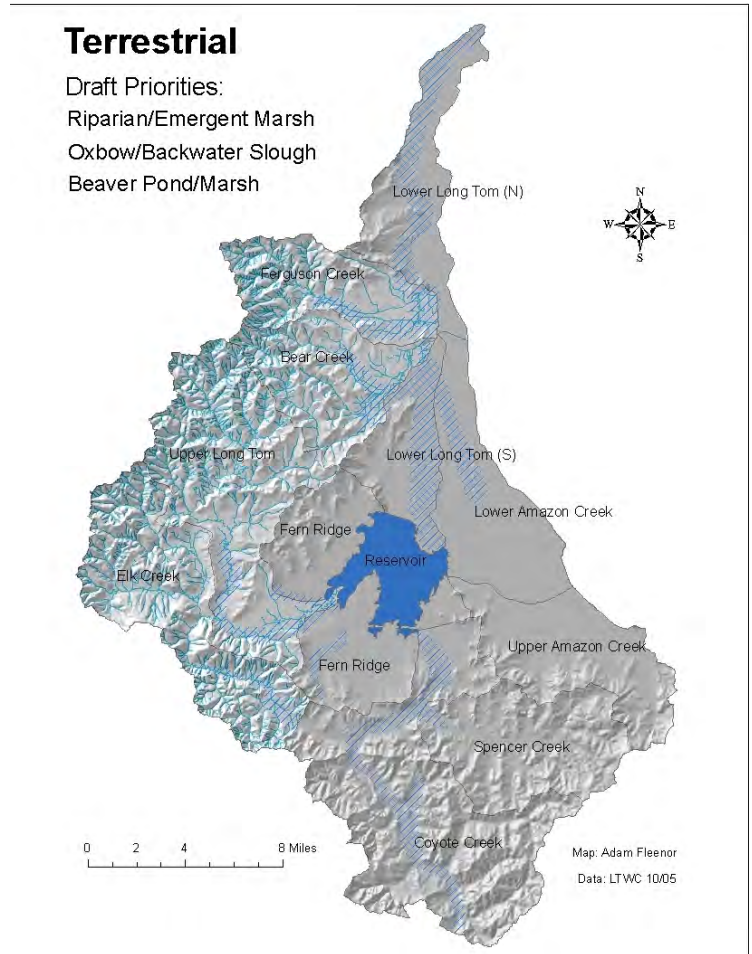 Terrestrial
Draft Priorities:
Riparian/Emergent Marsh
Oxbow/Backwater Slough
Beaver Pond/Marsh
Lower Long Tom (N)
N
W E
S
Ferguson Creek
Bear Creek
Upper Long Tom
Lower Long Tom (S)
Lower Amazon Creek
Fern Ridge
Reservoir
Elk Creek
Upper Amazon Creek
Fern Ridge
Spencer Creek
Coyote Creek
0 2 4 8 Miles
Map: Adam Fleenor
Data: LTWC 10/05